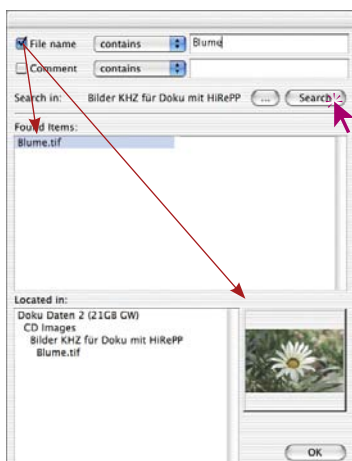 File name contains Blume
Comment contains
Search in: Bilder KHZ für Doku mit HiRePP ... Search
Found Items:
Blume.tif
Located in:
Doku Daten 2 (21GB GW)
CD Images
Bilder KHZ für Doku mit HiRePP
Blume.tif
OK